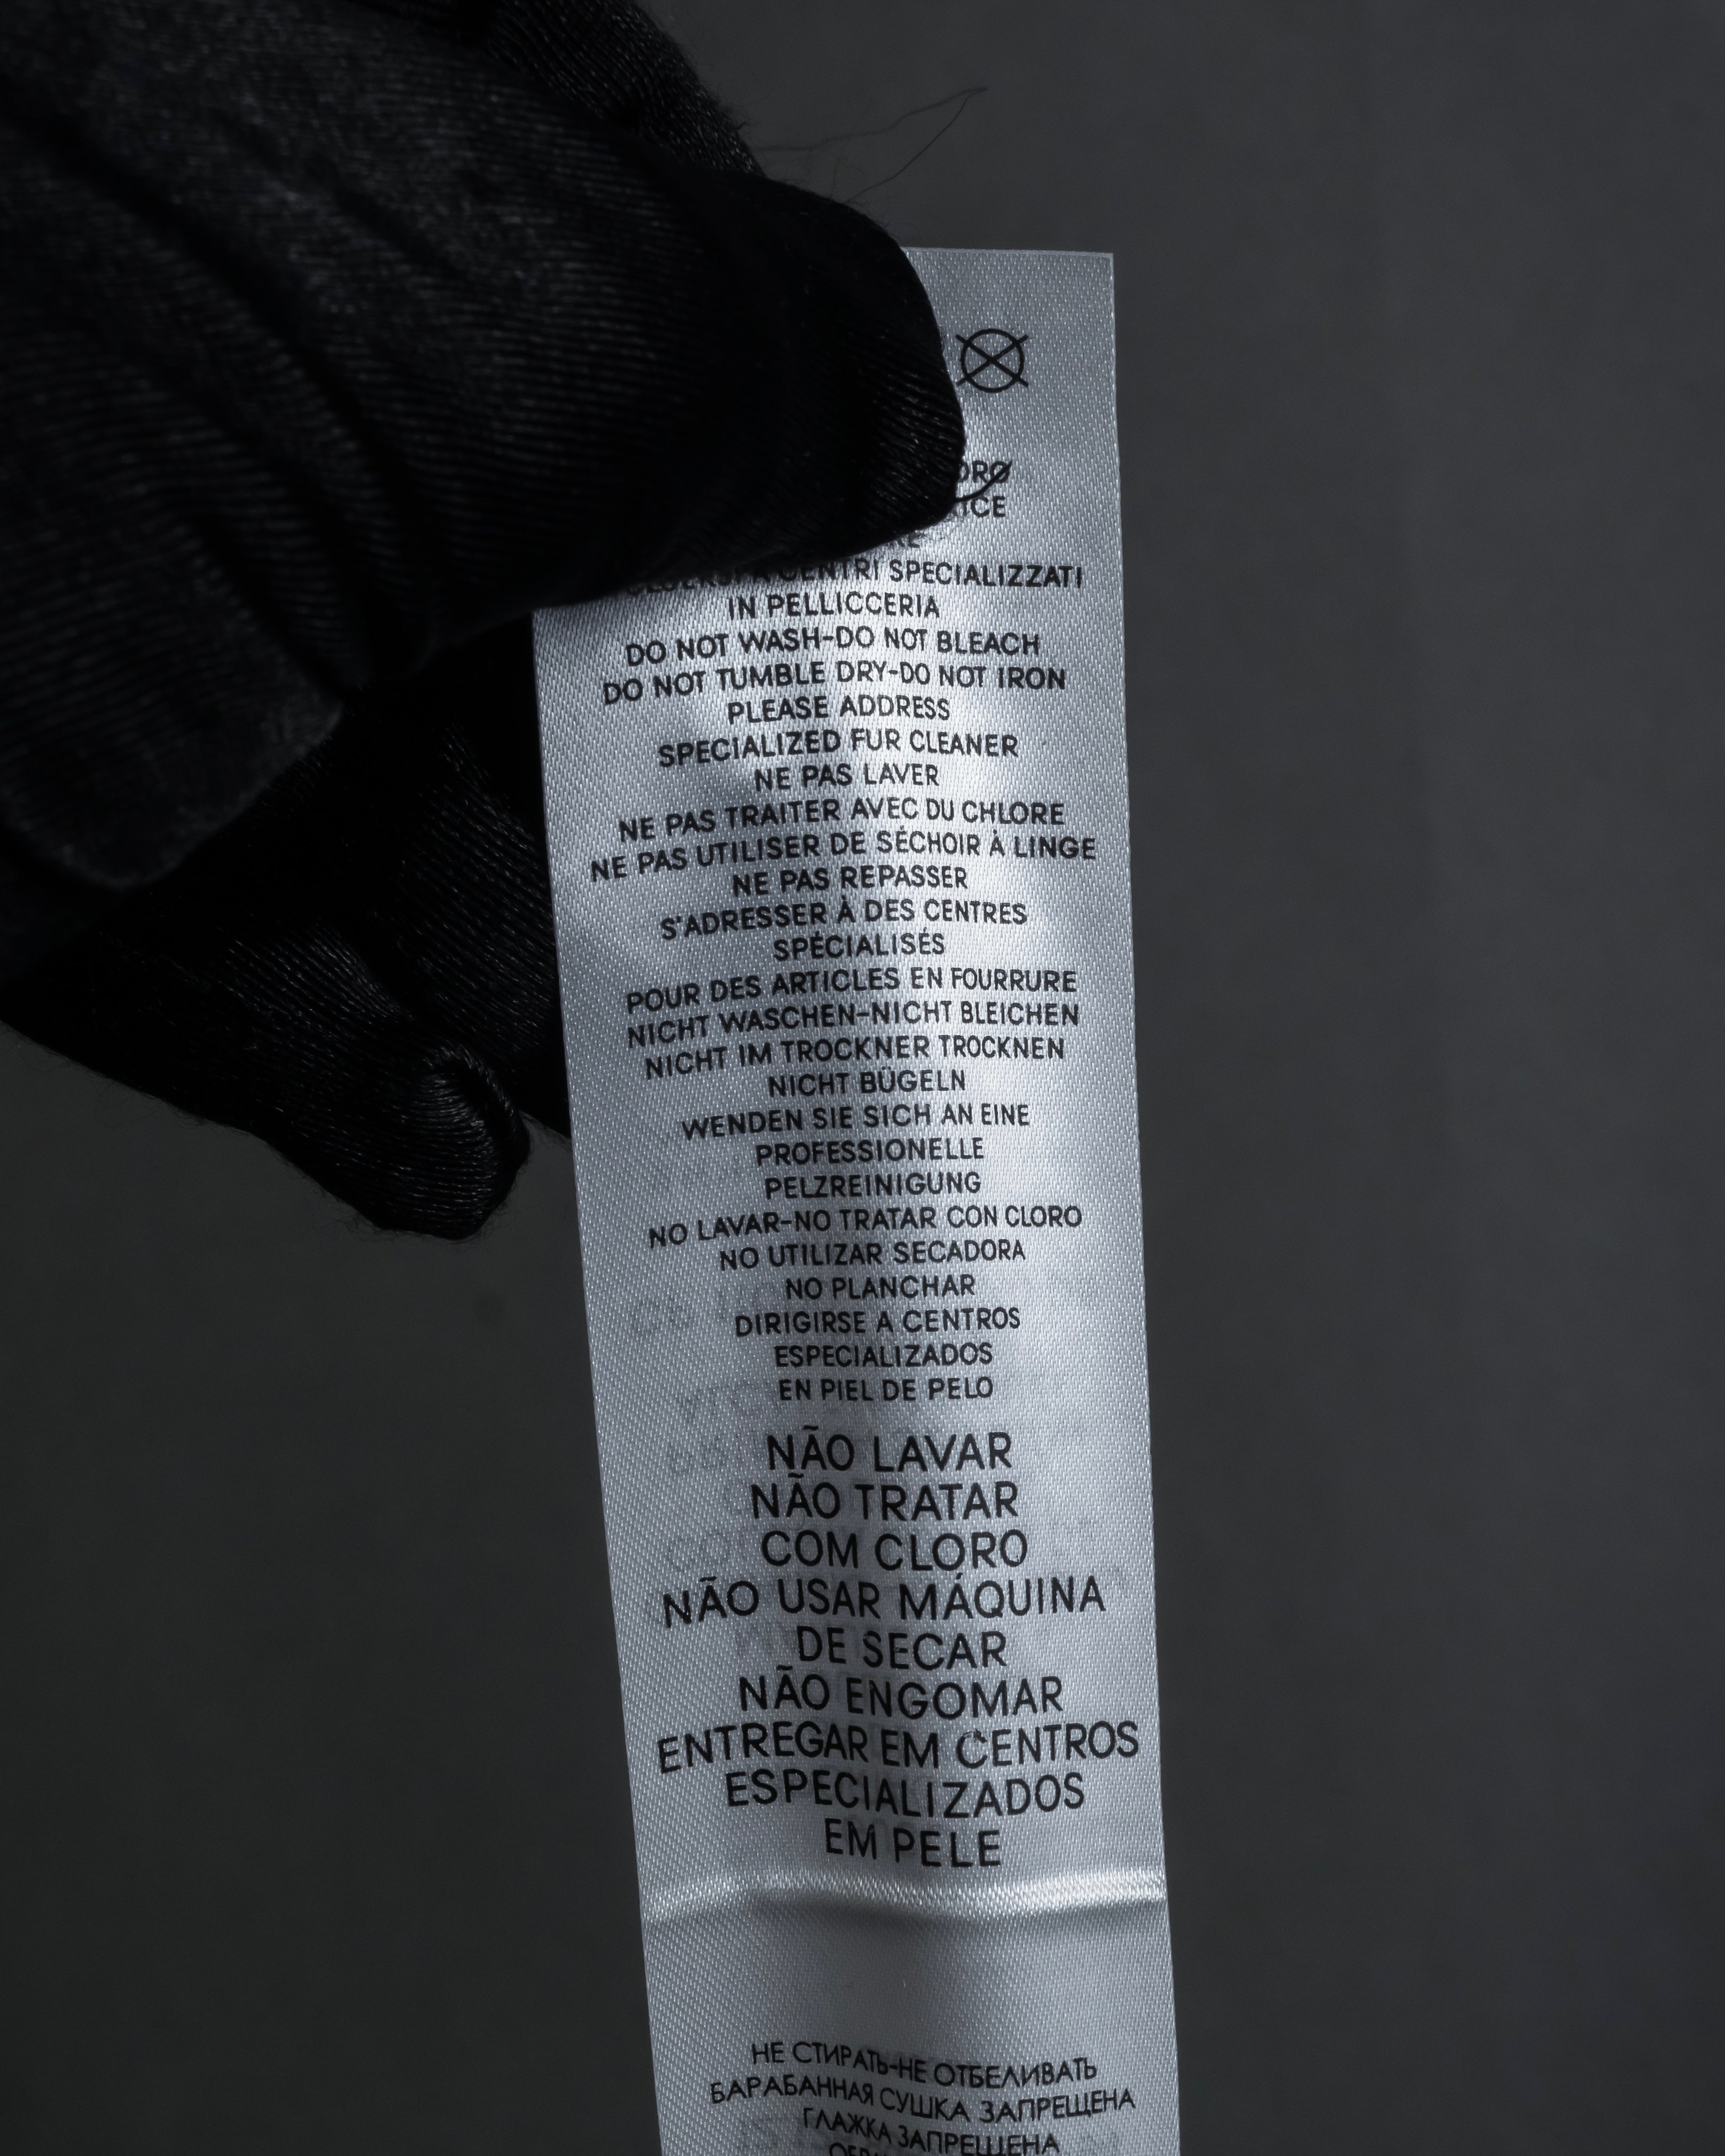 SPECIALIZZATI
IN PELLICCERIA
DO NOT WASH-DO NOT BLEACH
DO NOT TUMBLE DRY-DO NOT IRON
PLEASE ADDRESS
SPECIALIZED FUR CLEANER
NE PAS LAVER
NE PAS TRAITER AVEC DU CHLORE
NE PAS UTILISER DE SÉCHOIR À LINGE
NE PAS REPASSER
S'ADRESSER À DES CENTRES
SPÉCIALISÉS
POUR DES ARTICLES EN FOURRURE
NICHT WASCHEN-NICHT BLEICHEN
NICHT IM TROCKNER TROCKNEN
NICHT BÜGELN
WENDEN SIE SICH AN EINE
PROFESSIONELLE
PELZREINIGUNG
NO LAVAR-NO TRATAR CON CLORO
NO UTILIZAR SECADORA
NO PLANCHAR
DIRIGIRSE A CENTROS
ESPECIALIZADOS
EN PIEL DE PELO
NÃO LAVAR
NÃO TRATAR
COM CLORO
NÃO USAR MÁQUINA
DE SECAR
NÃO ENGOMAR
ENTREGAR EM CENTROS
ESPECIALIZADOS
EM PELE
НЕ СТИРАТЬ-НЕ ОТБЕЛИВАТЬ
БАРАБАННАЯ СУШКА ЗАПРЕЩЕНА
ГЛАЖКА ЗАПРЕЩЕНА